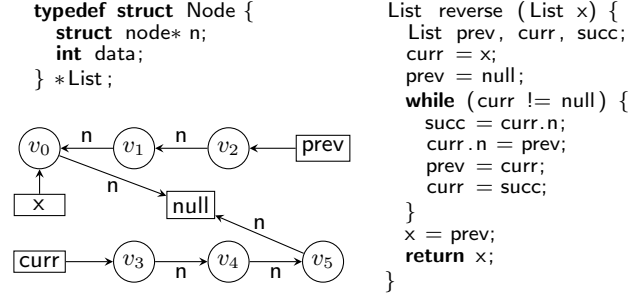 typedef struct Node {
struct node* n;
int data;
} *List;
v0 n v1 n v2 prev
n
x null
n
curr v3 n v4 n v5
List reverse (List x) {
List prev, curr, succ;
curr = x;
prev = null;
while (curr != null) {
succ = curr.n;
curr.n = prev;
prev = curr;
curr = succ;
}
x = prev;
return x;
}